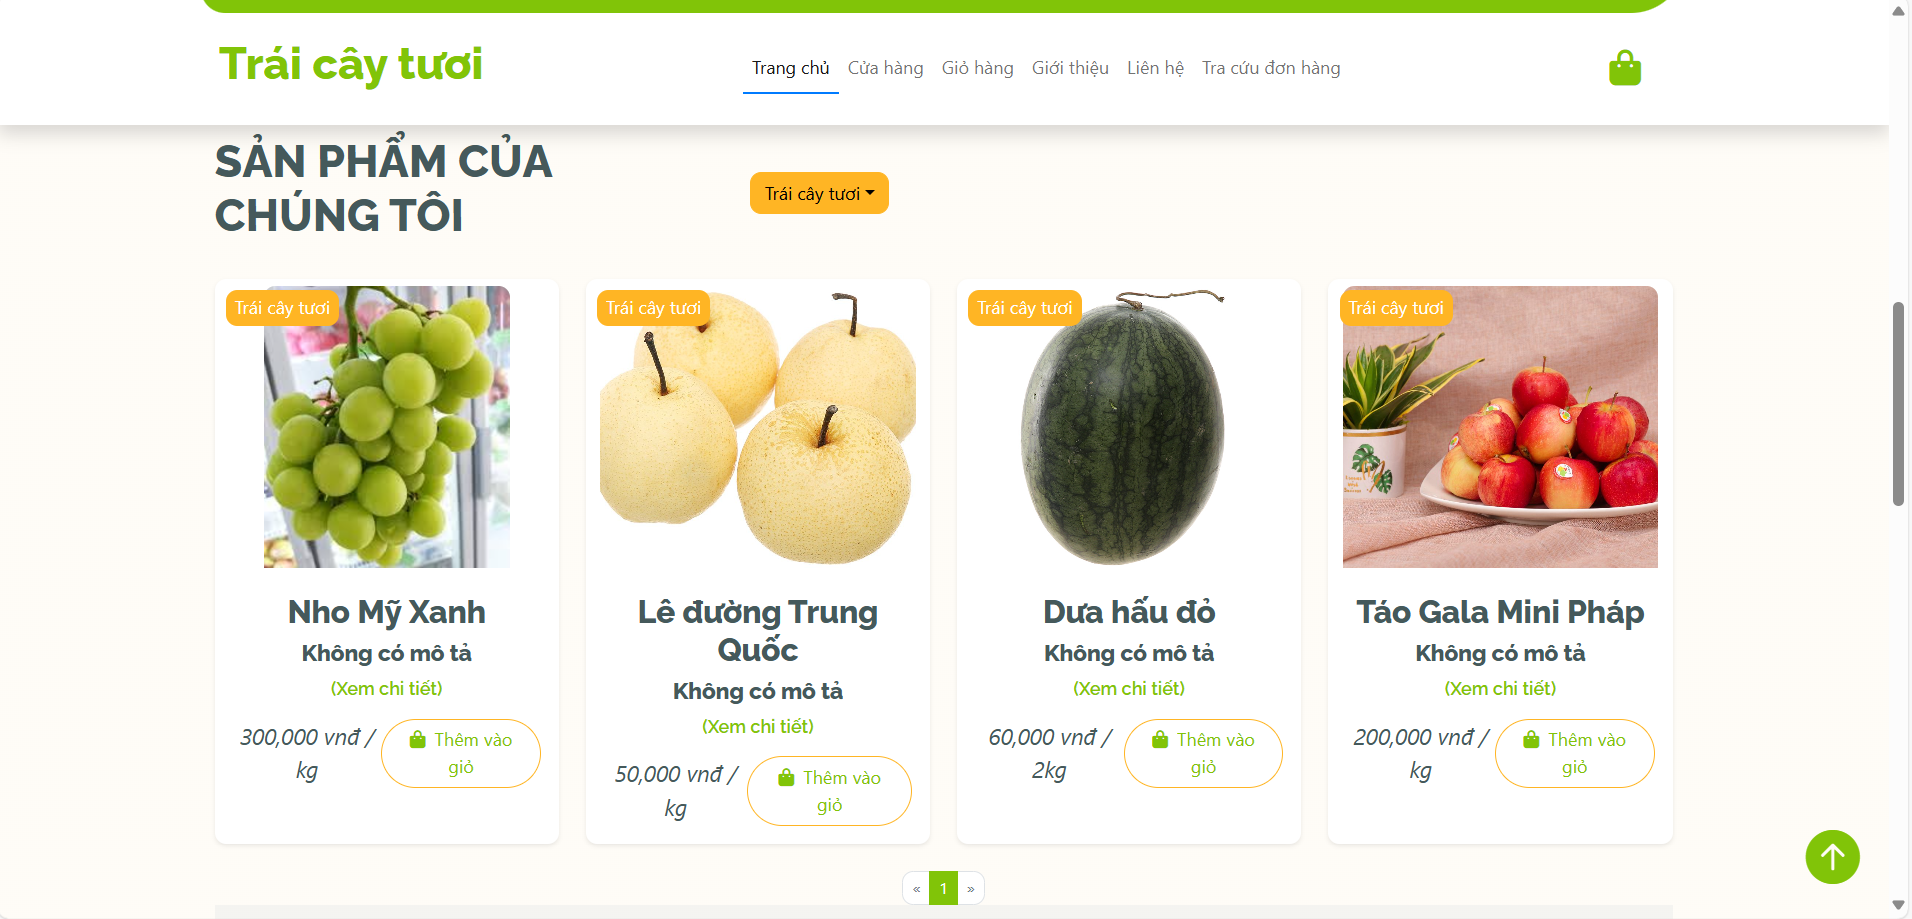 Trái cây tươi
Trang chủ Cửa hàng Giỏ hàng Giới thiệu Liên hệ Tra cứu đơn hàng
SẢN PHẨM CỦA
CHÚNG TÔI
Trái cây tươi
Trái cây tươi
Nho Mỹ Xanh
Không có mô tả
(Xem chi tiết)
300,000 vnđ /
kg
Thêm vào
giỏ
Trái cây tươi
Lê đường Trung
Quốc
Không có mô tả
(Xem chi tiết)
50,000 vnđ /
kg
Thêm vào
giỏ
Trái cây tươi
Dưa hấu đỏ
Không có mô tả
(Xem chi tiết)
60,000 vnđ /
2kg
Thêm vào
giỏ
Trái cây tươi
Táo Gala Mini Pháp
Không có mô tả
(Xem chi tiết)
200,000 vnđ /
kg
Thêm vào
giỏ
« 1 »